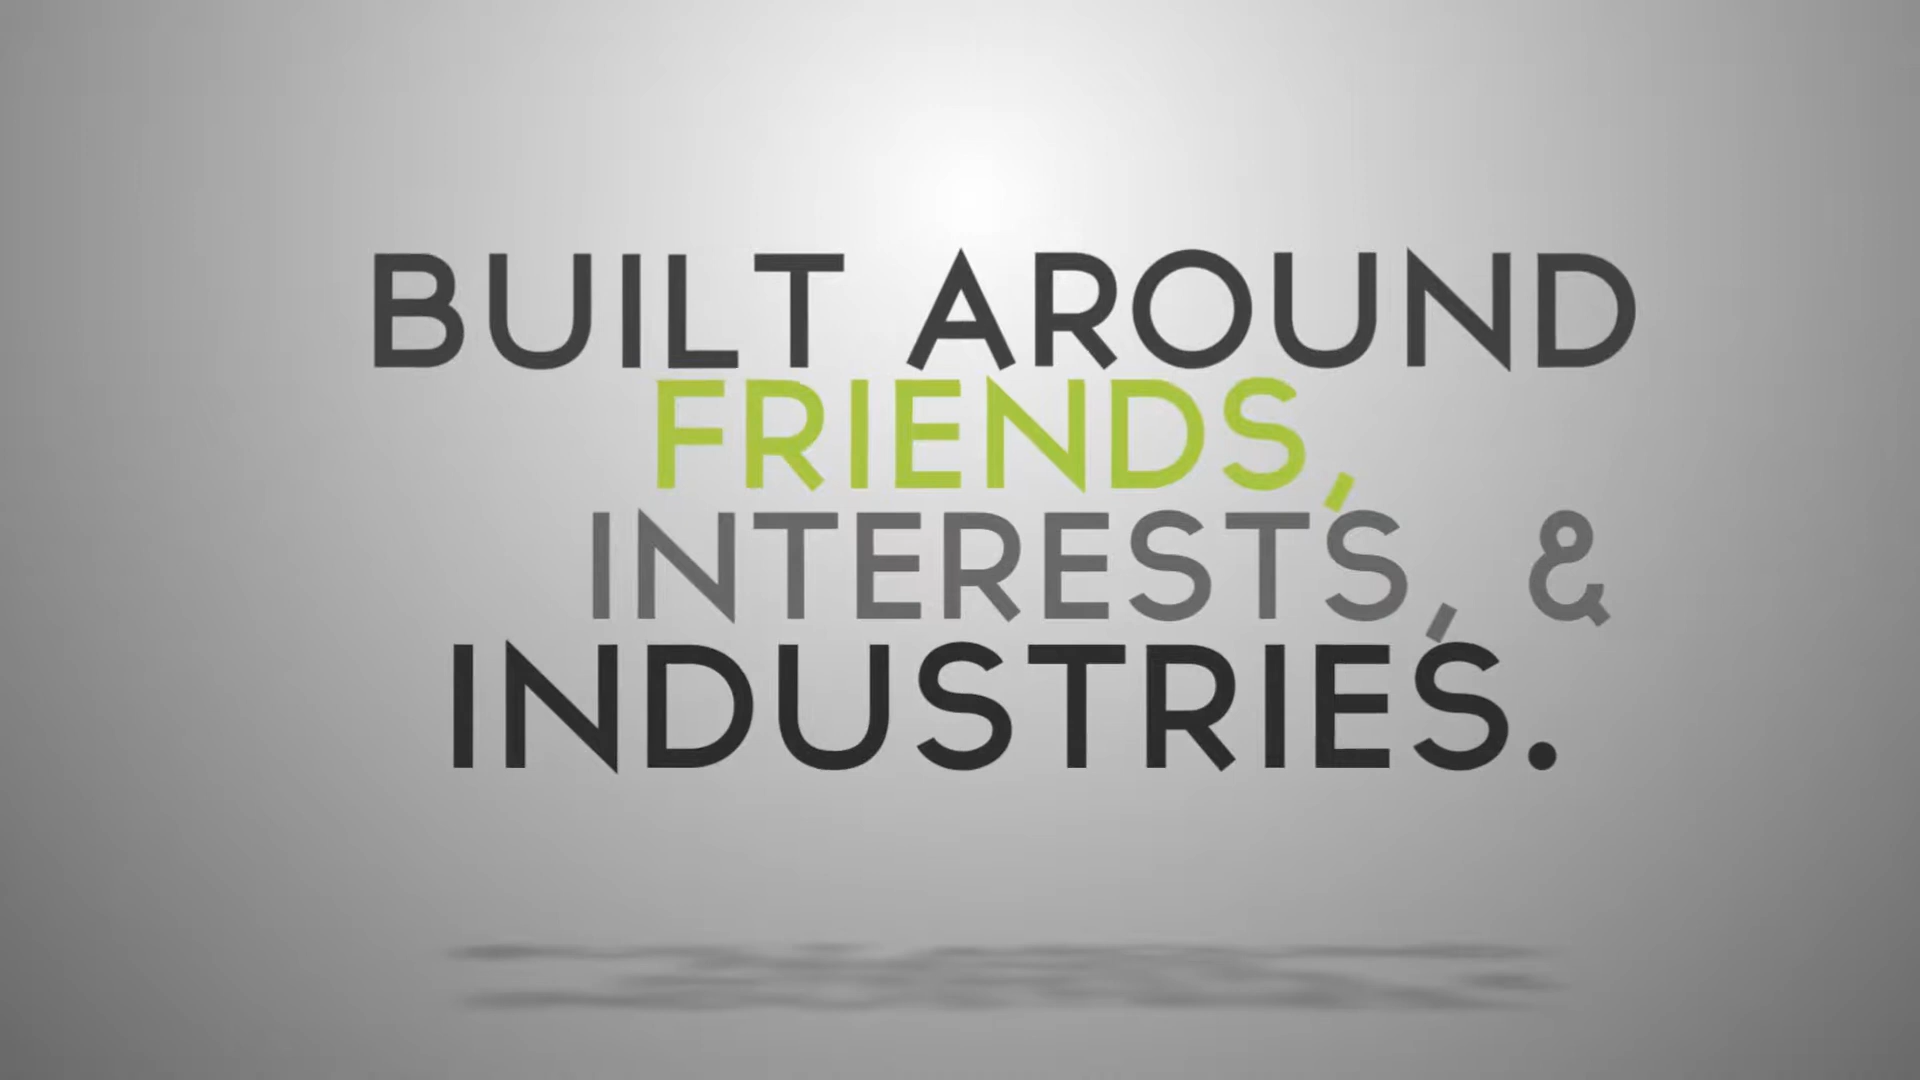 BUILT AROUND
FRIENDS,
INTERESTS, &
INDUSTRIES.